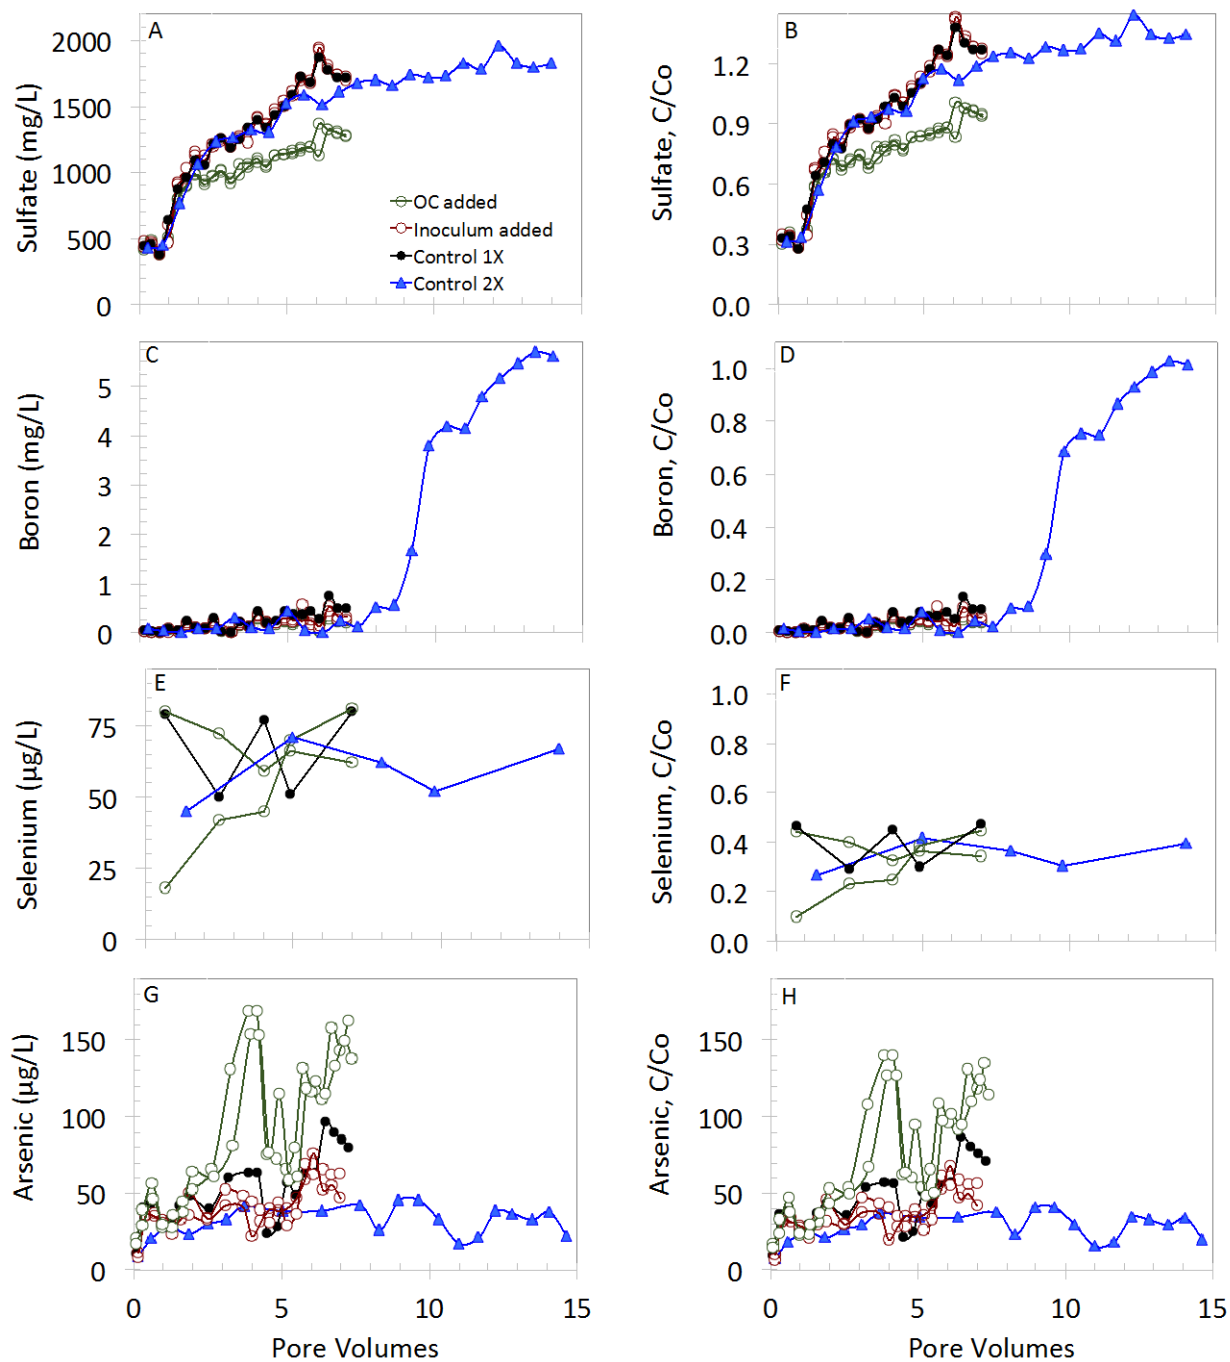 A
Sulfate (mg/L)
2000
1500
1000
500
0
OC added
Inoculum added
Control 1X
Control 2X
B
Sulfate, C/Co
1.2
0.9
0.6
0.3
0.0
C
Boron (mg/L)
5
4
3
2
1
0
D
Boron, C/Co
1.0
0.8
0.6
0.4
0.2
0.0
E
Selenium (µg/L)
75
50
25
0
F
Selenium, C/Co
1.0
0.8
0.6
0.4
0.2
0.0
G
Arsenic (µg/L)
150
100
50
0
0 5 10 15
Pore Volumes
H
Arsenic, C/Co
150
100
50
0
0 5 10 15
Pore Volumes